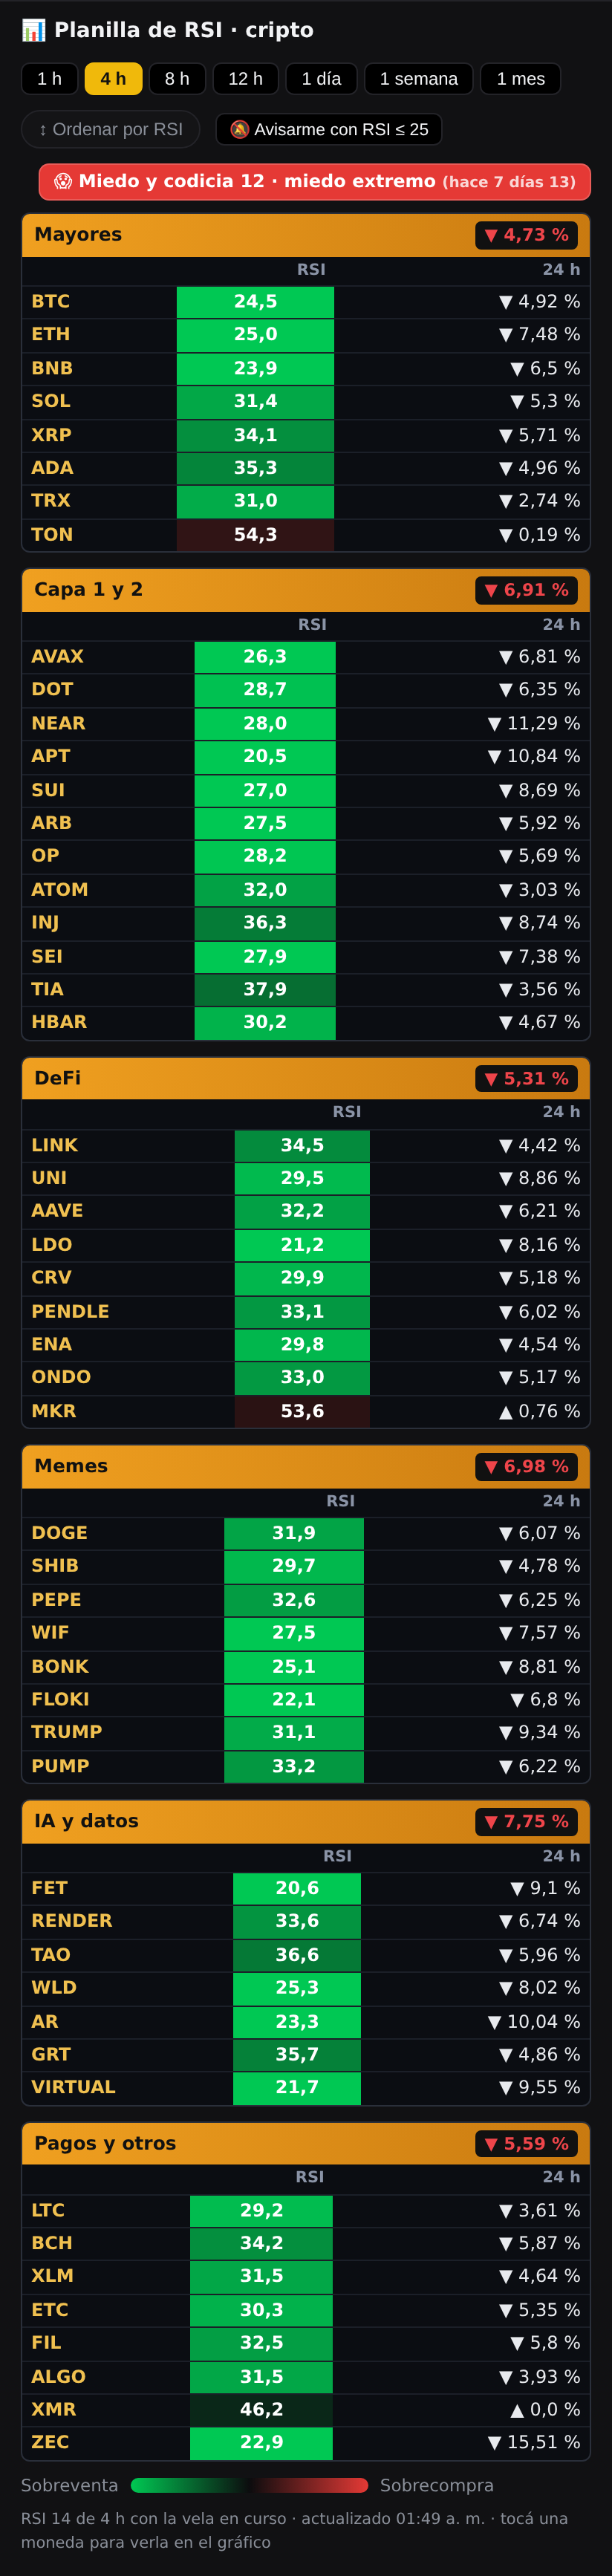 📊 Planilla de RSI · cripto
1 h 4 h 8 h 12 h 1 día 1 semana 1 mes
↕ Ordenar por RSI 🔕 Avisarme con RSI ≤ 25
😱 Miedo y codicia 12 · miedo extremo (hace 7 días 13)
Mayores ▼ 4,73 %
RSI 24 h
BTC 24,5 ▼ 4,92 %
ETH 25,0 ▼ 7,48 %
BNB 23,9 ▼ 6,5 %
SOL 31,4 ▼ 5,3 %
XRP 34,1 ▼ 5,71 %
ADA 35,3 ▼ 4,96 %
TRX 31,0 ▼ 2,74 %
TON 54,3 ▼ 0,19 %
Capa 1 y 2 ▼ 6,91 %
RSI 24 h
AVAX 26,3 ▼ 6,81 %
DOT 28,7 ▼ 6,35 %
NEAR 28,0 ▼ 11,29 %
APT 20,5 ▼ 10,84 %
SUI 27,0 ▼ 8,69 %
ARB 27,5 ▼ 5,92 %
OP 28,2 ▼ 5,69 %
ATOM 32,0 ▼ 3,03 %
INJ 36,3 ▼ 8,74 %
SEI 27,9 ▼ 7,38 %
TIA 37,9 ▼ 3,56 %
HBAR 30,2 ▼ 4,67 %
DeFi ▼ 5,31 %
RSI 24 h
LINK 34,5 ▼ 4,42 %
UNI 29,5 ▼ 8,86 %
AAVE 32,2 ▼ 6,21 %
LDO 21,2 ▼ 8,16 %
CRV 29,9 ▼ 5,18 %
PENDLE 33,1 ▼ 6,02 %
ENA 29,8 ▼ 4,54 %
ONDO 33,0 ▼ 5,17 %
MKR 53,6 ▲ 0,76 %
Memes ▼ 6,98 %
RSI 24 h
DOGE 31,9 ▼ 6,07 %
SHIB 29,7 ▼ 4,78 %
PEPE 32,6 ▼ 6,25 %
WIF 27,5 ▼ 7,57 %
BONK 25,1 ▼ 8,81 %
FLOKI 22,1 ▼ 6,8 %
TRUMP 31,1 ▼ 9,34 %
PUMP 33,2 ▼ 6,22 %
IA y datos ▼ 7,75 %
RSI 24 h
FET 20,6 ▼ 9,1 %
RENDER 33,6 ▼ 6,74 %
TAO 36,6 ▼ 5,96 %
WLD 25,3 ▼ 8,02 %
AR 23,3 ▼ 10,04 %
GRT 35,7 ▼ 4,86 %
VIRTUAL 21,7 ▼ 9,55 %
Pagos y otros ▼ 5,59 %
RSI 24 h
LTC 29,2 ▼ 3,61 %
BCH 34,2 ▼ 5,87 %
XLM 31,5 ▼ 4,64 %
ETC 30,3 ▼ 5,35 %
FIL 32,5 ▼ 5,8 %
ALGO 31,5 ▼ 3,93 %
XMR 46,2 ▲ 0,0 %
ZEC 22,9 ▼ 15,51 %
Sobreventa Sobrecompra
RSI 14 de 4 h con la vela en curso · actualizado 01:49 a. m. · tocá una
moneda para verla en el gráfico